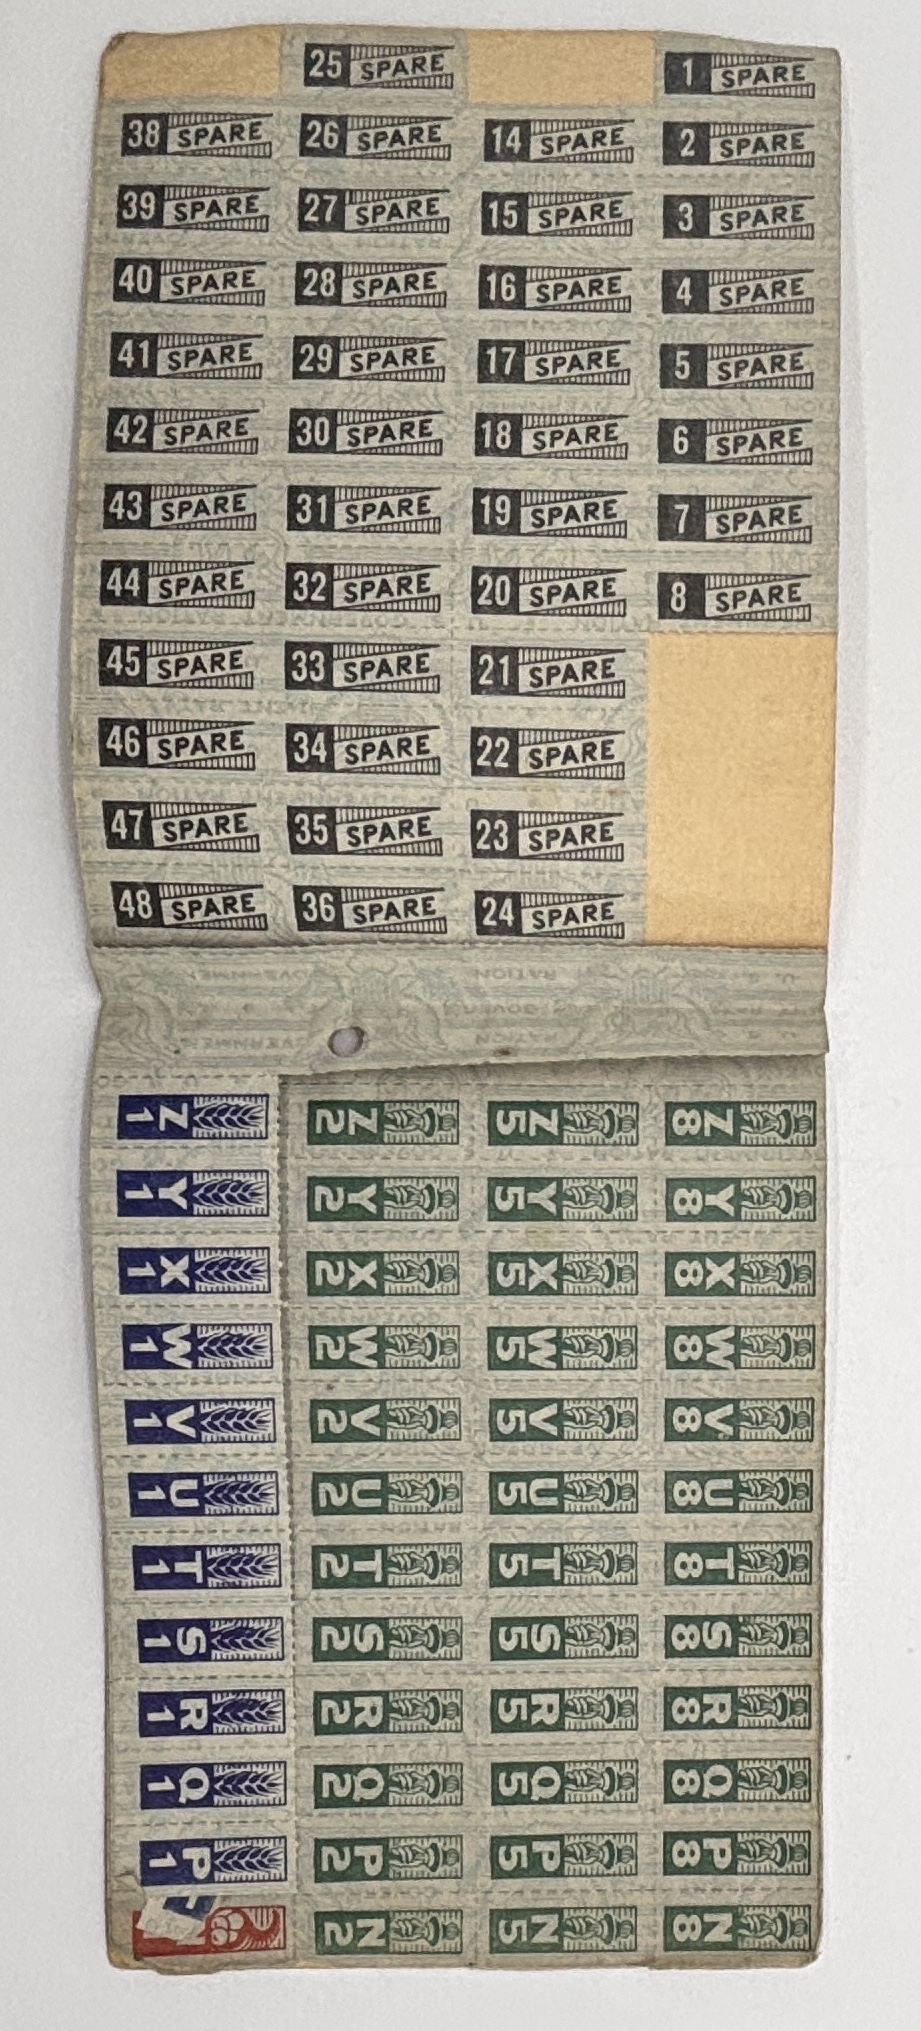 25 SPARE 1 SPARE
38 SPARE 26 SPARE 14 SPARE 2 SPARE
39 SPARE 27 SPARE 15 SPARE 3 SPARE
40 SPARE 28 SPARE 16 SPARE 4 SPARE
41 SPARE 29 SPARE 17 SPARE 5 SPARE
42 SPARE 30 SPARE 18 SPARE 6 SPARE
43 SPARE 31 SPARE 19 SPARE 7 SPARE
44 SPARE 32 SPARE 20 SPARE 8 SPARE
45 SPARE 33 SPARE 21 SPARE
46 SPARE 34 SPARE 22 SPARE
47 SPARE 35 SPARE 23 SPARE
48 SPARE 36 SPARE 24 SPARE
Z1 Z2 Z5 Z8
Y1 Y2 Y5 Y8
X1 X2 X5 X8
W1 W2 W5 W8
V1 V2 V5 V8
U1 U2 U5 U8
T1 T2 T5 T8
S1 S2 S5 S8
R1 R2 R5 R8
Q1 Q2 Q5 Q8
P1 P2 P5 P8
N2 N5 N8